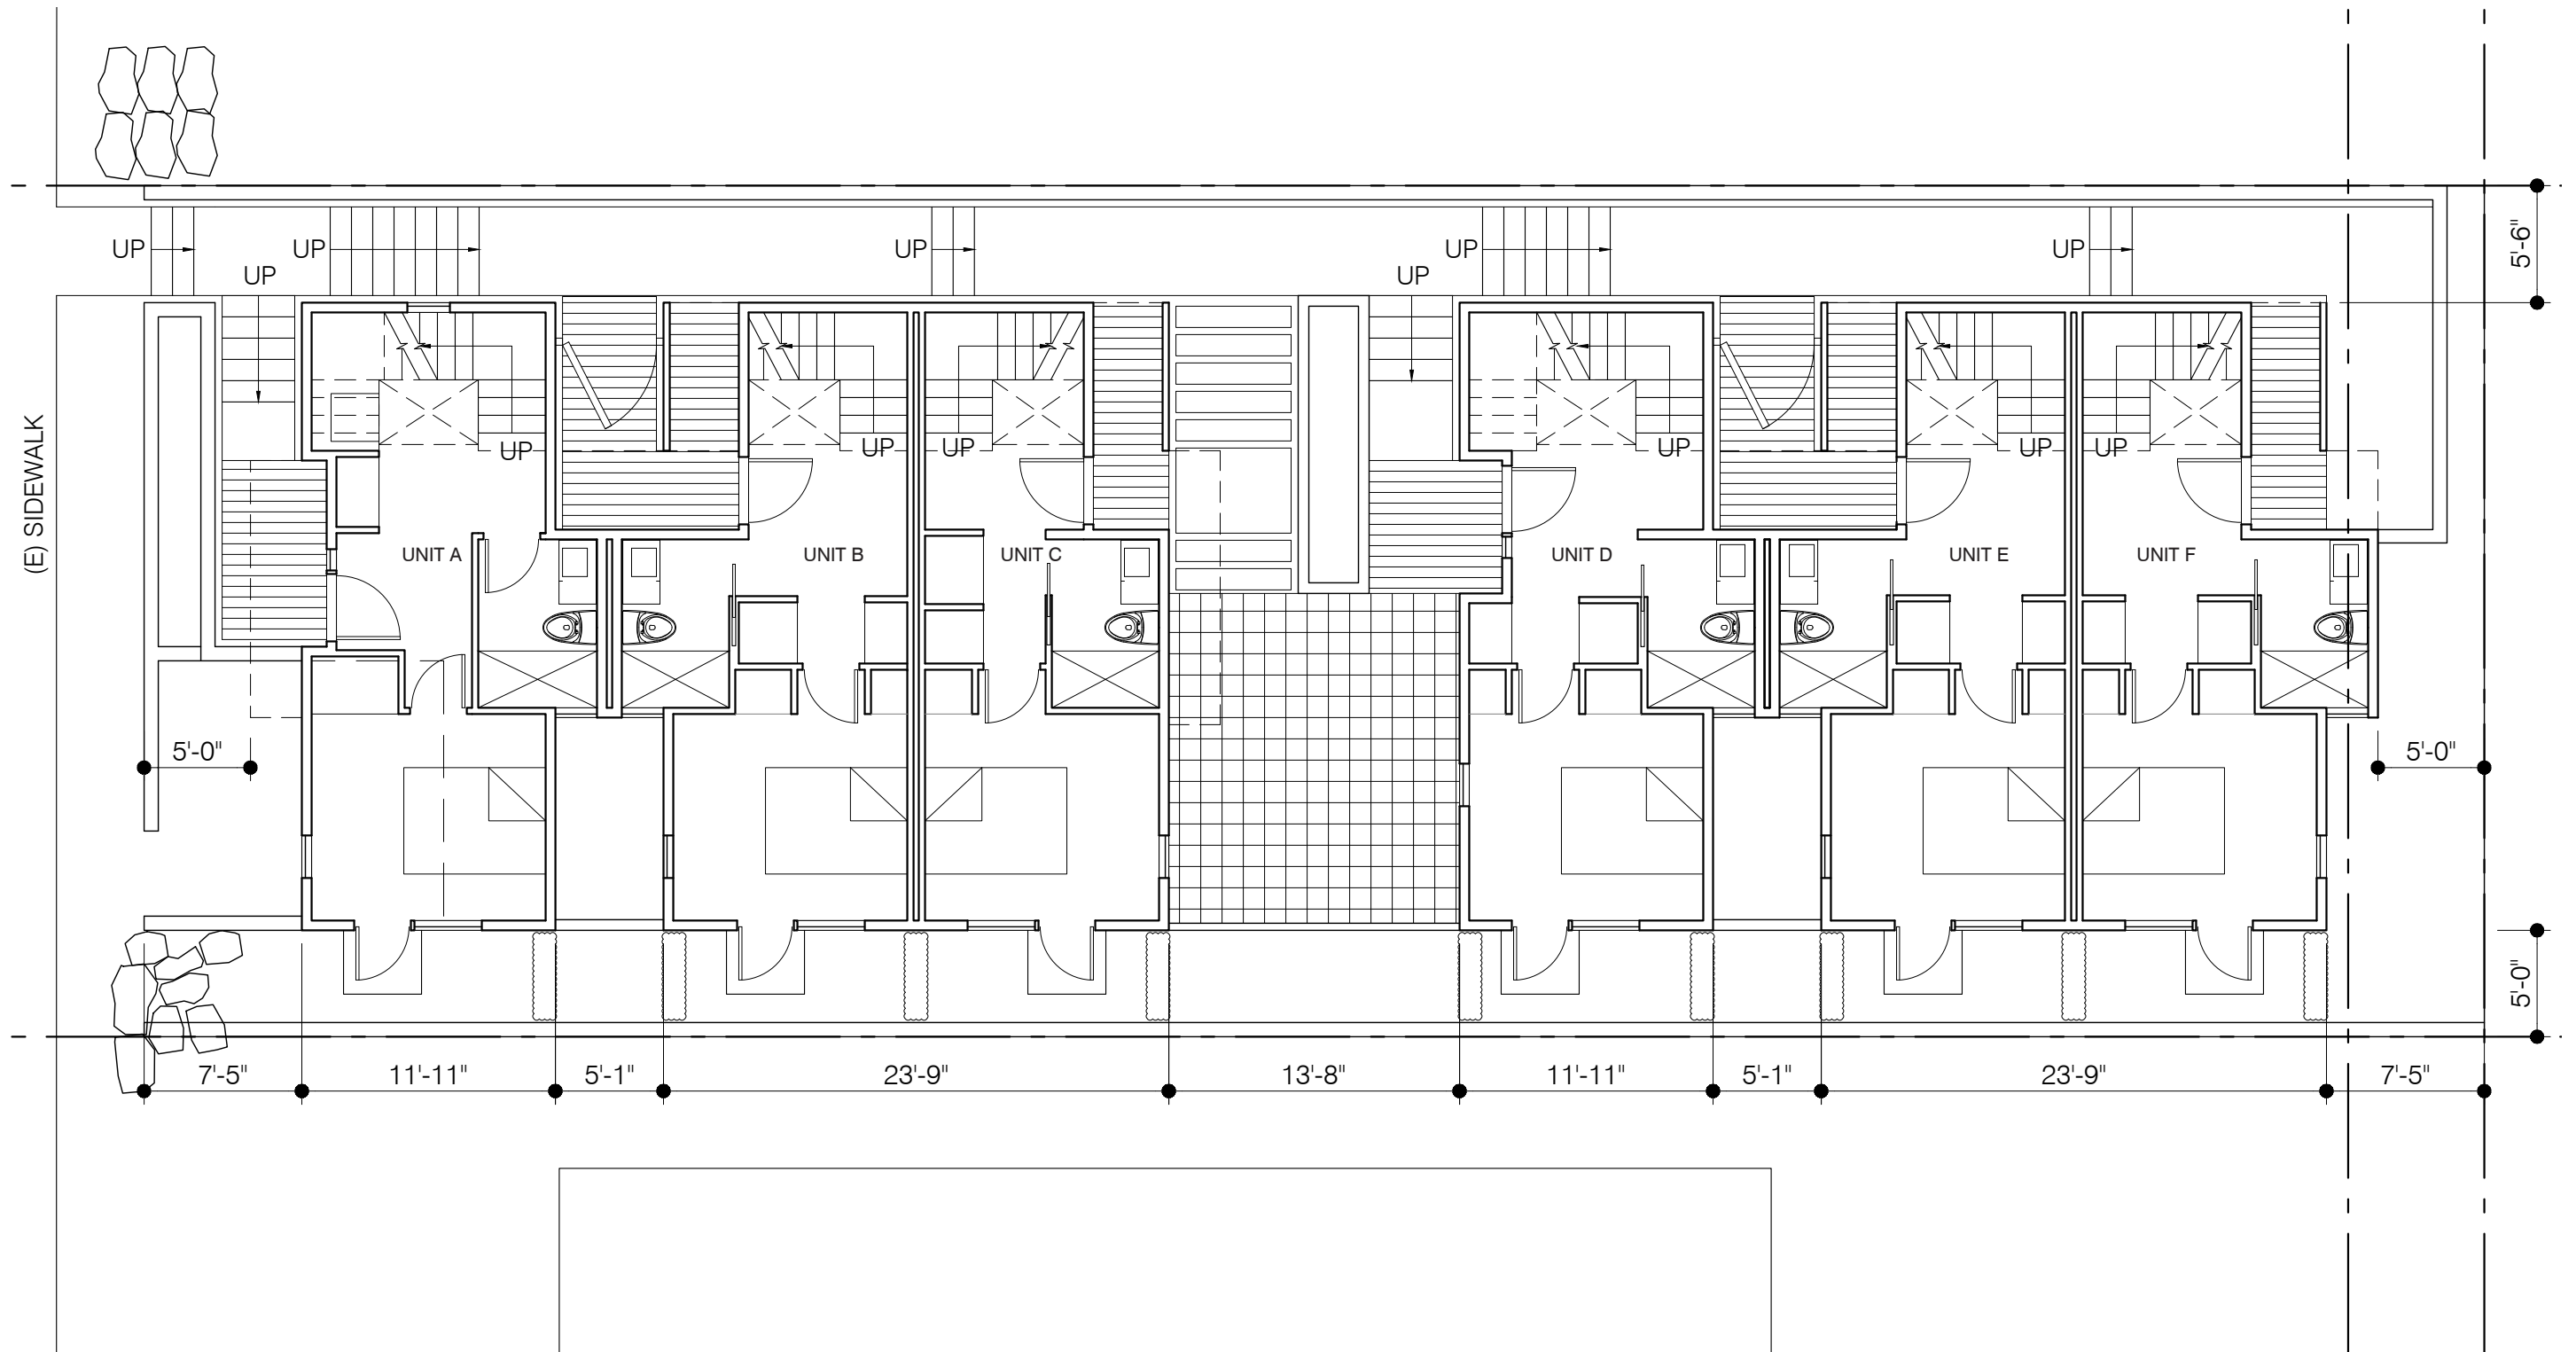 UP
UP
UP
UP
UP
UP
UP
5'-6"
(E) SIDEWALK
UP
UP
UP
UP
UP
UP
UNIT A
UNIT B
UNIT C
UNIT D
UNIT E
UNIT F
5'-0"
5'-0"
5'-0"
7'-5"
11'-11"
5'-1"
23'-9"
13'-8"
11'-11"
5'-1"
23'-9"
7'-5"